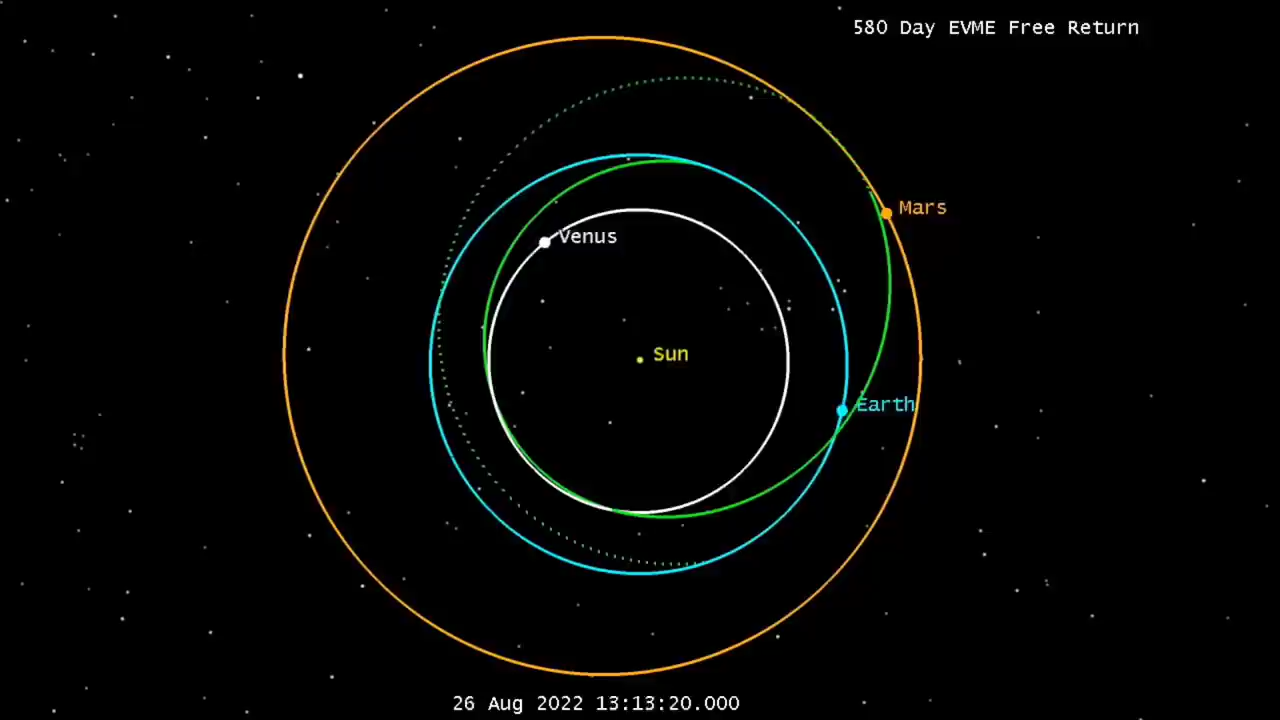 580 Day EVME Free Return
Mars
Venus
Sun
Earth
26 Aug 2022 13:13:20.000